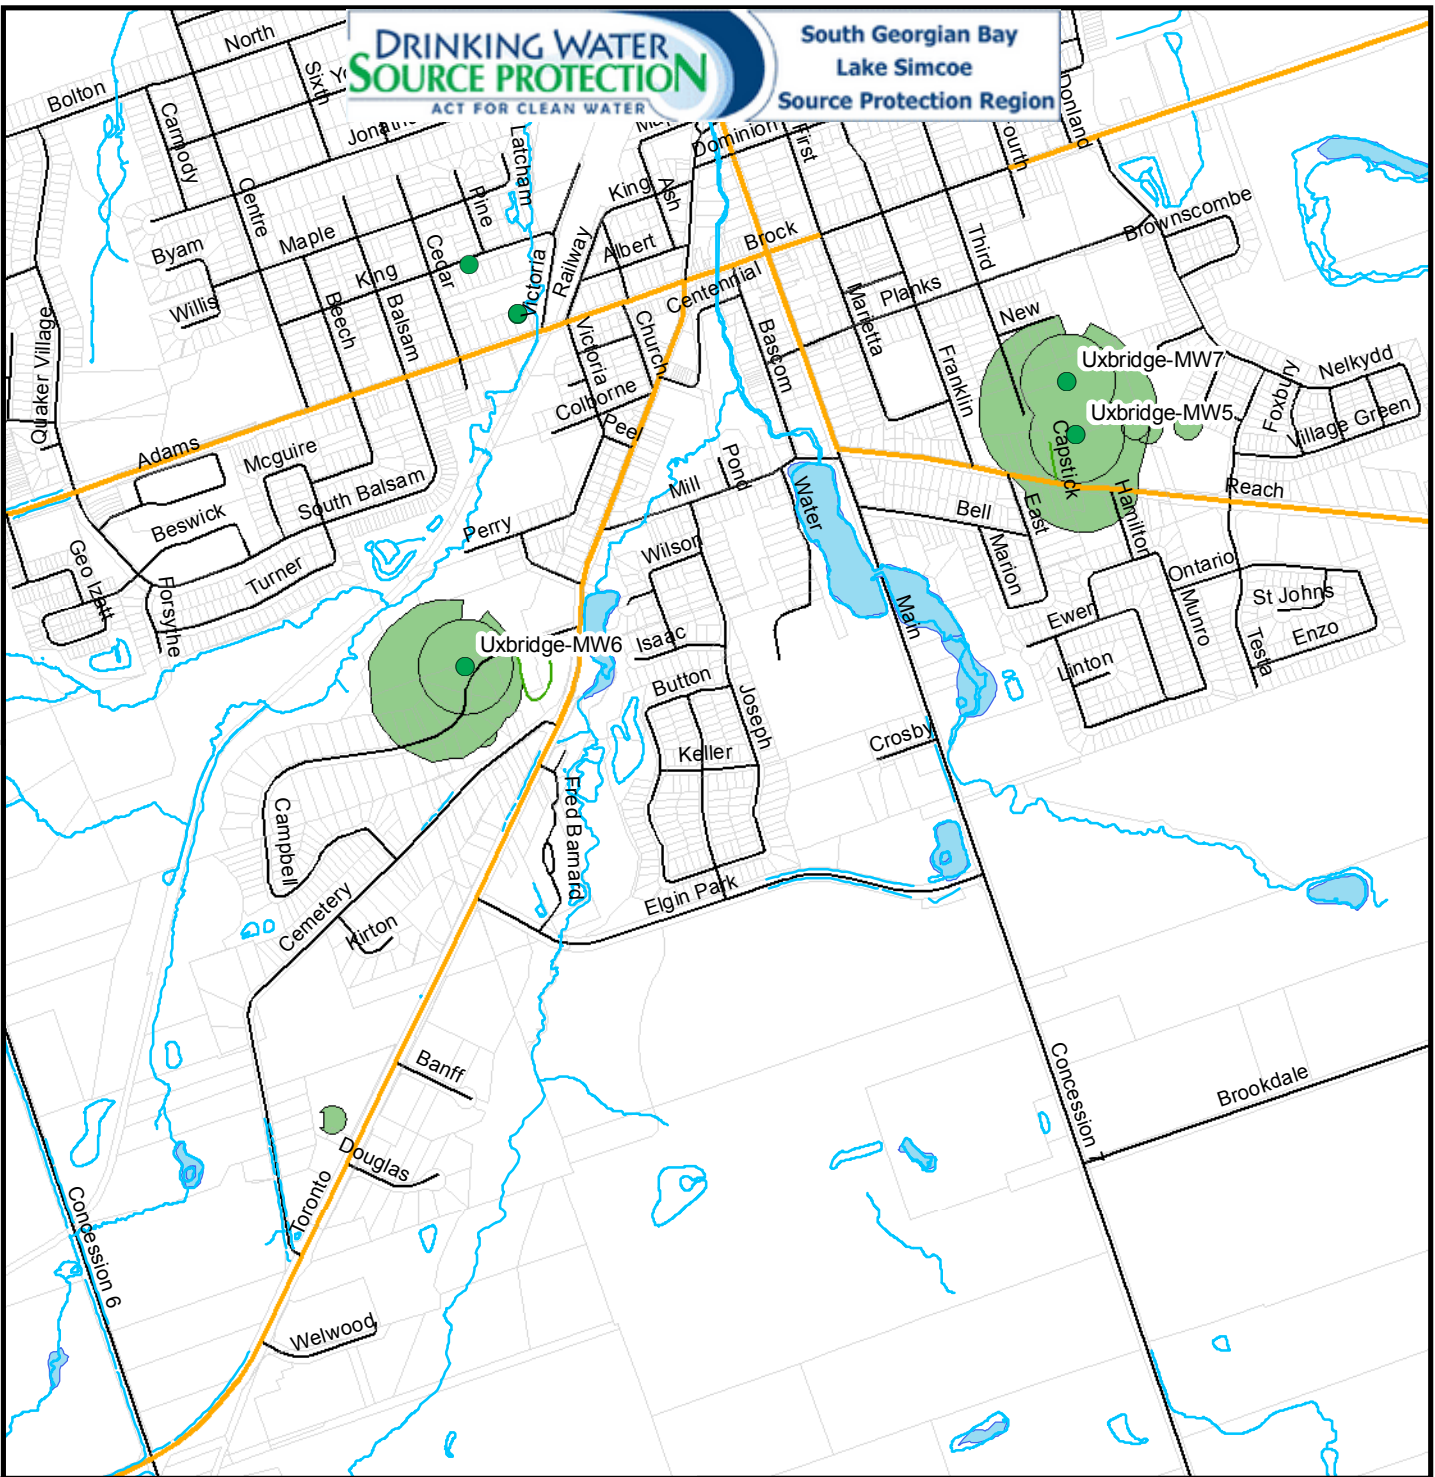 DRINKING WATER
SOURCE PROTECTION
ACT FOR CLEAN WATER
South Georgian Bay
Lake Simcoe
Source Protection Region
North
Sixth
Bolton
Carmody
Centre
Latcham
Dominion
First
Fourth
Donland
Pine
King
Ash
Byam
Maple
Cedar
King
Willis
Beech
Balsam
Victoria
Railway
Albert
Brock
Centennial
Third
Brownscombe
Planks
Marietta
New
Quaker Village
Victoria
Church
Bascom
Franklin
Uxbridge-MW7
Uxbridge-MW5
Capstick
Foxbury
Nelkydd
Village Green
Colborne
Peel
Adams
Mcguire
South Balsam
Beswick
Perry
Mill
Pond
Water
Bell
East
Hamilton
Reach
Geo Izatt
Forsythe
Turner
Wilson
Marion
Ontario
Main
Ewen
Munro
St Johns
Enzo
Testa
Linton
Uxbridge-MW6
Isaac
Button
Joseph
Keller
Crosby
Campbell
Fred Barnard
Cemetery
Kirton
Elgin Park
Banff
Douglas
Toronto
Concession 6
Concession 7
Brookdale
Welwood